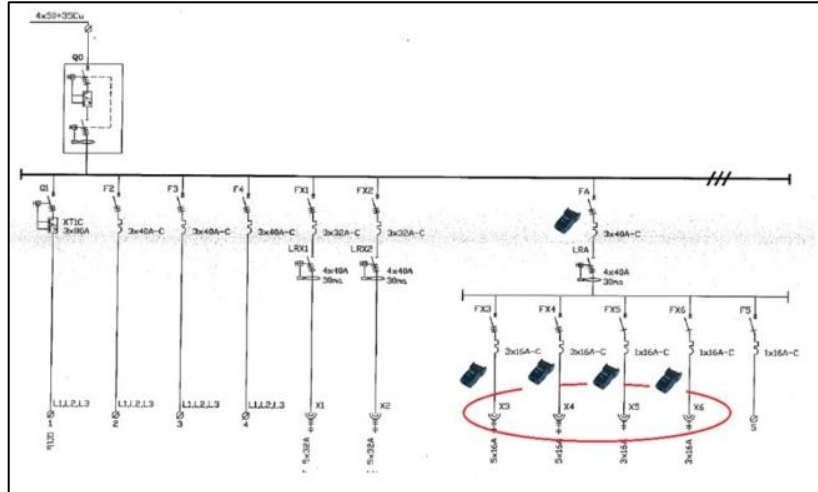 4x50+35Cu
Q0
Q1 F2 F3 F4 FX1 FX2 FA
XT1C
3x80A 3x40A-C 3x40A-C 3x40A-C 3x32A-C 3x32A-C 3x40A-C
LRX1 LRX2 LRA
4x40A 4x40A 4x40A
30ma 30ma 30ma
FX3 FX4 FX5 FX6 F5
3x16A-C 3x16A-C 1x16A-C 1x16A-C 1x16A-C
L1,L2,L3 L1,L2,L3 L1,L2,L3 L1,L2,L3 X1 X2 X3 X4 X5 X6
1 2 3 4 5
5x32A 5x32A 5x16A 5x16A 3x16A 3x16A